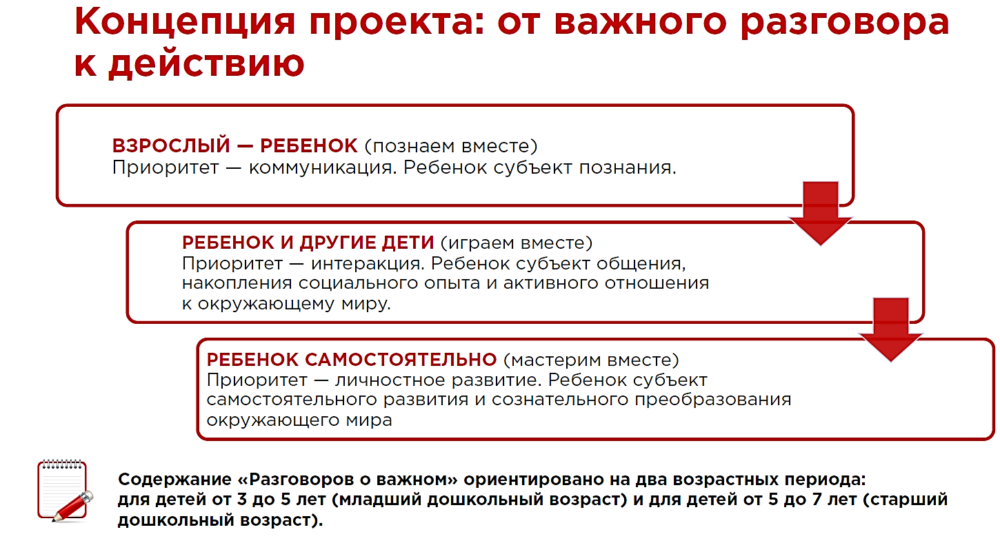 Концепция проекта: от важного разговора
к действию
ВЗРОСЛЫЙ — РЕБЕНОК (познаем вместе)
Приоритет — коммуникация. Ребенок субъект познания.
РЕБЕНОК И ДРУГИЕ ДЕТИ (играем вместе)
Приоритет — интеракция. Ребенок субъект общения,
накопления социального опыта и активного отношения
к окружающему миру.
РЕБЕНОК САМОСТОЯТЕЛЬНО (мастерим вместе)
Приоритет — личностное развитие. Ребенок субъект
самостоятельного развития и сознательного преобразования
окружающего мира
Содержание «Разговоров о важном» ориентировано на два возрастных периода:
для детей от 3 до 5 лет (младший дошкольный возраст) и для детей от 5 до 7 лет (старший
дошкольный возраст).